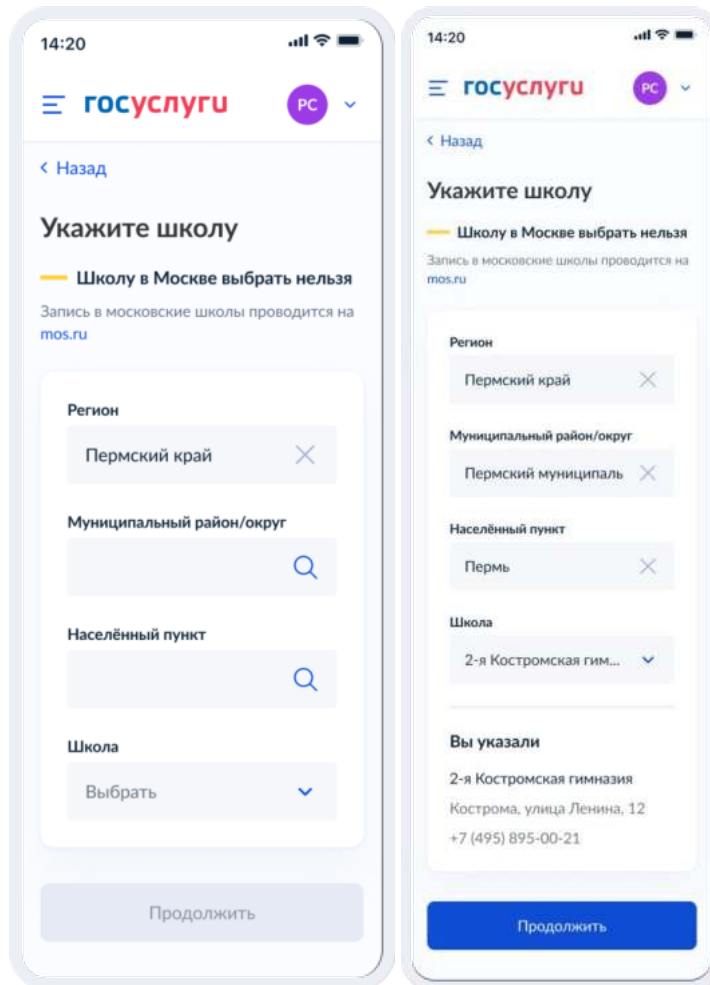 14:20
госуслуги
РС
Назад
Укажите школу
Школу в Москве выбрать нельзя
Запись в московские школы проводится на
mos.ru
Регион
Пермский край
Муниципальный район/округ
Населённый пункт
Школа
Выбрать
Продолжить
14:20
госуслуги
РС
Назад
Укажите школу
Школу в Москве выбрать нельзя
Запись в московские школы проводится на
mos.ru
Регион
Пермский край
Муниципальный район/округ
Пермский муниципаль
Населённый пункт
Пермь
Школа
2-я Костромская гим...
Вы указали
2-я Костромская гимназия
Кострома, улица Ленина, 12
+7 (495) 895-00-21
Продолжить